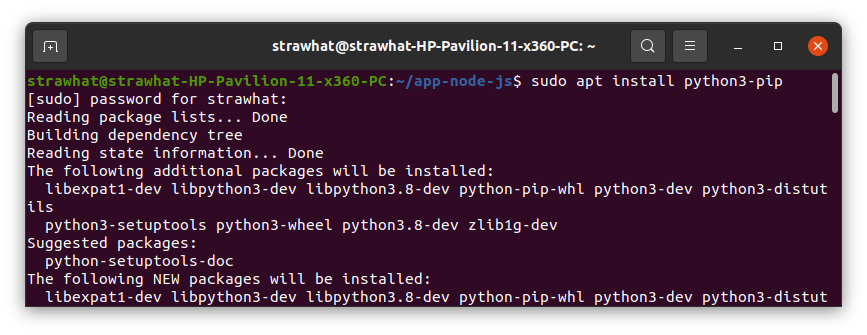 strawhat@strawhat-HP-Pavilion-11-x360-PC: ~
strawhat@strawhat-HP-Pavilion-11-x360-PC:~/app-node-js$ sudo apt install python3-pip
[sudo] password for strawhat:
Reading package lists... Done
Building dependency tree
Reading state information... Done
The following additional packages will be installed:
  libexpat1-dev libpython3-dev libpython3.8-dev python-pip-whl python3-dev python3-distut
ils
  python3-setuptools python3-wheel python3.8-dev zlib1g-dev
Suggested packages:
  python-setuptools-doc
The following NEW packages will be installed:
  libexpat1-dev libpython3-dev libpython3.8-dev python-pip-whl python3-dev python3-distut